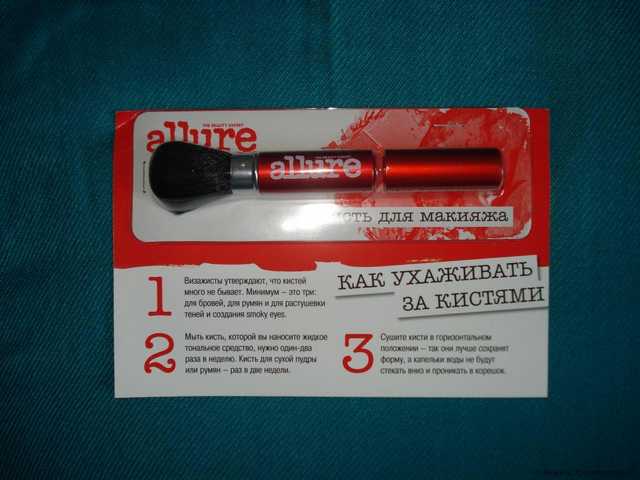 THE BEAUTY EXPERT
allure
allure
кисть для макияжа
КАК УХАЖИВАТЬ
ЗА КИСТЯМИ
1 Визажисты утверждают, что кистей
много не бывает. Минимум – это три:
для бровей, для румян и для растушевки
теней и создания smoky eyes.
2 Мыть кисть, которой вы наносите жидкое
тональное средство, нужно один-два
раза в неделю. Кисть для сухой пудры
или румян – раз в две недели.
3 Сушите кисти в горизонтальном
положении – так они лучше сохранят
форму, а капельки воды не будут
стекать вниз и проникать в корешок.